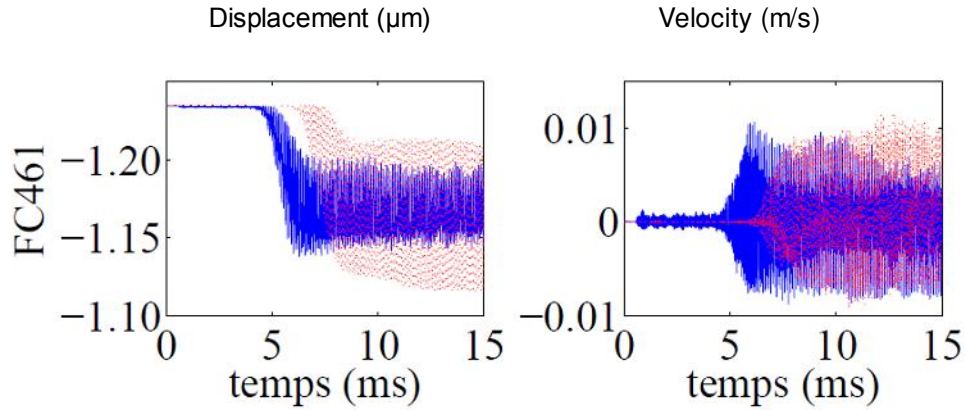 Displacement (µm) Velocity (m/s)
FC461
−1.20
−1.15
−1.10
0 5 10 15
temps (ms)
0.01
0
−0.01
0 5 10 15
temps (ms)